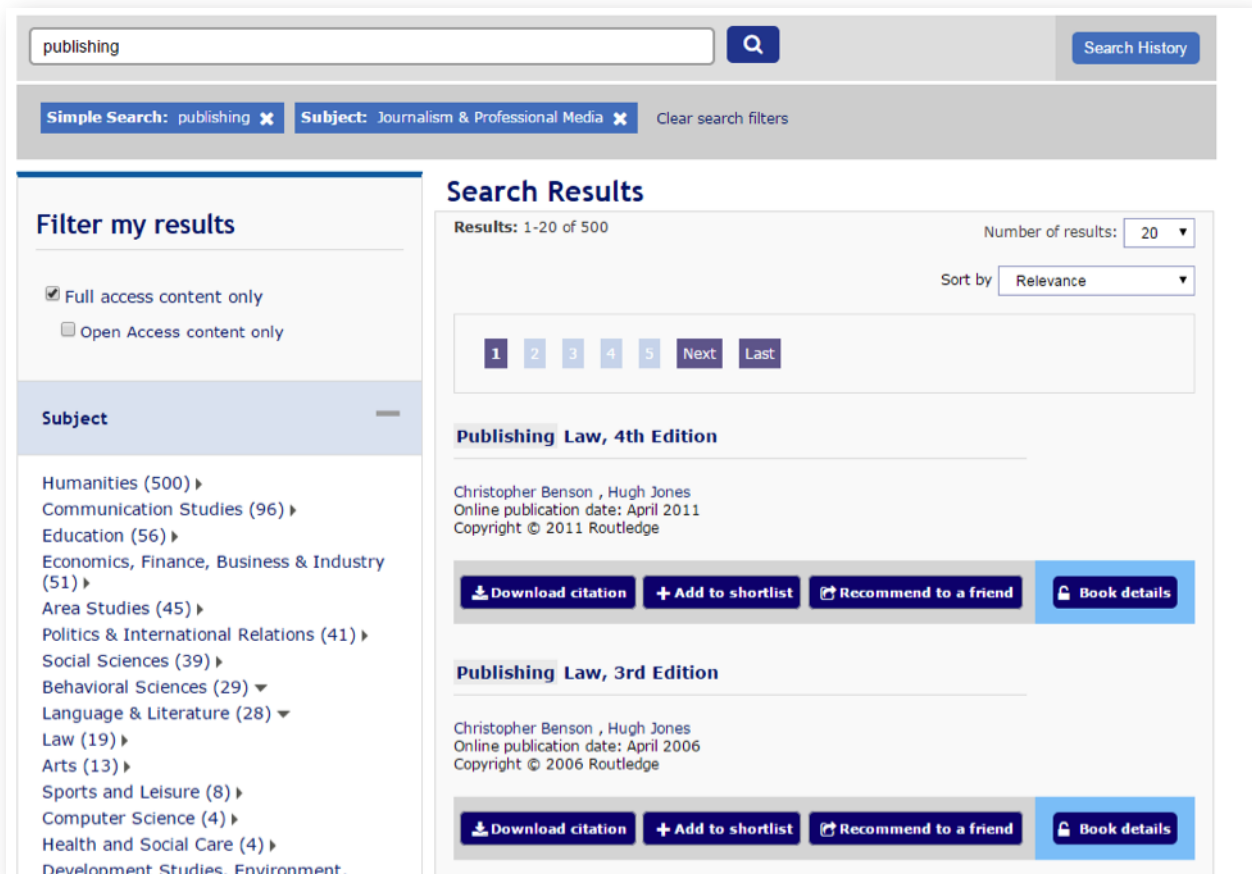 publishing
Search History
Simple Search: publishing Subject: Journalism & Professional Media Clear search filters
Filter my results
Full access content only
Open Access content only
Subject
Humanities (500)
Communication Studies (96)
Education (56)
Economics, Finance, Business & Industry
(51)
Area Studies (45)
Politics & International Relations (41)
Social Sciences (39)
Behavioral Sciences (29)
Language & Literature (28)
Law (19)
Arts (13)
Sports and Leisure (8)
Computer Science (4)
Health and Social Care (4)
Development Studies, Environment,
Search Results
Results: 1-20 of 500
Number of results: 20
Sort by Relevance
1 2 3 4 5 Next Last
Publishing Law, 4th Edition
Christopher Benson , Hugh Jones
Online publication date: April 2011
Copyright © 2011 Routledge
Download citation + Add to shortlist Recommend to a friend Book details
Publishing Law, 3rd Edition
Christopher Benson , Hugh Jones
Online publication date: April 2006
Copyright © 2006 Routledge
Download citation + Add to shortlist Recommend to a friend Book details